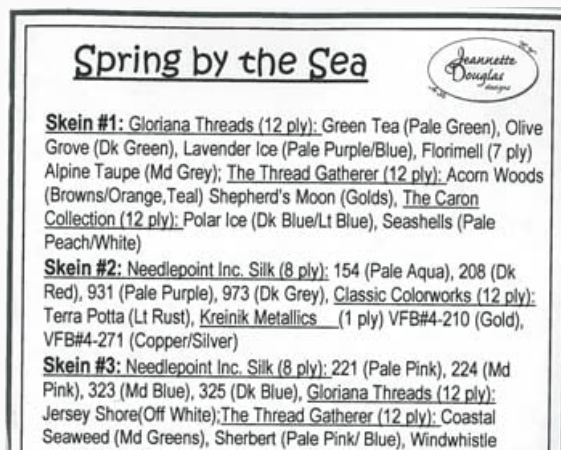 Spring by the Sea
Jeannette
Douglas
designs
Skein #1: Gloriana Threads (12 ply): Green Tea (Pale Green), Olive
Grove (Dk Green), Lavender Ice (Pale Purple/Blue), Florimell (7 ply)
Alpine Taupe (Md Grey); The Thread Gatherer (12 ply): Acorn Woods
(Browns/Orange,Teal) Shepherd's Moon (Golds), The Caron
Collection (12 ply): Polar Ice (Dk Blue/Lt Blue), Seashells (Pale
Peach/White)
Skein #2: Needlepoint Inc. Silk (8 ply): 154 (Pale Aqua), 208 (Dk
Red), 931 (Pale Purple), 973 (Dk Grey), Classic Colorworks (12 ply):
Terra Potta (Lt Rust), Kreinik Metallics (1 ply) VFB#4-210 (Gold),
VFB#4-271 (Copper/Silver)
Skein #3: Needlepoint Inc. Silk (8 ply): 221 (Pale Pink), 224 (Md
Pink), 323 (Md Blue), 325 (Dk Blue), Gloriana Threads (12 ply):
Jersey Shore(Off White);The Thread Gatherer (12 ply): Coastal
Seaweed (Md Greens), Sherbert (Pale Pink/ Blue), Windwhistle